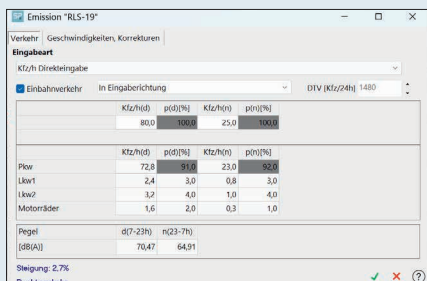 Emission "RLS-19"
Verkehr Geschwindigkeiten, Korrekturen
Eingabeart
Kfz/h Direkteingabe
Einbahnverkehr In Eingaberichtung DTV [Kfz/24h] 1480
Kfz/h(d) p(d)[%] Kfz/h(n) p(n)[%]
80,0 100,0 25,0 100,0
Kfz/h(d) p(d)[%] Kfz/h(n) p(n)[%]
Pkw 72,8 91,0 23,0 92,0
Lkw1 2,4 3,0 0,8 3,0
Lkw2 3,2 4,0 1,0 4,0
Motorräder 1,6 2,0 0,3 1,0
Pegel d(7-23h) n(23-7h)
[dB(A)] 70,47 64,91
Steigung: 2,7%